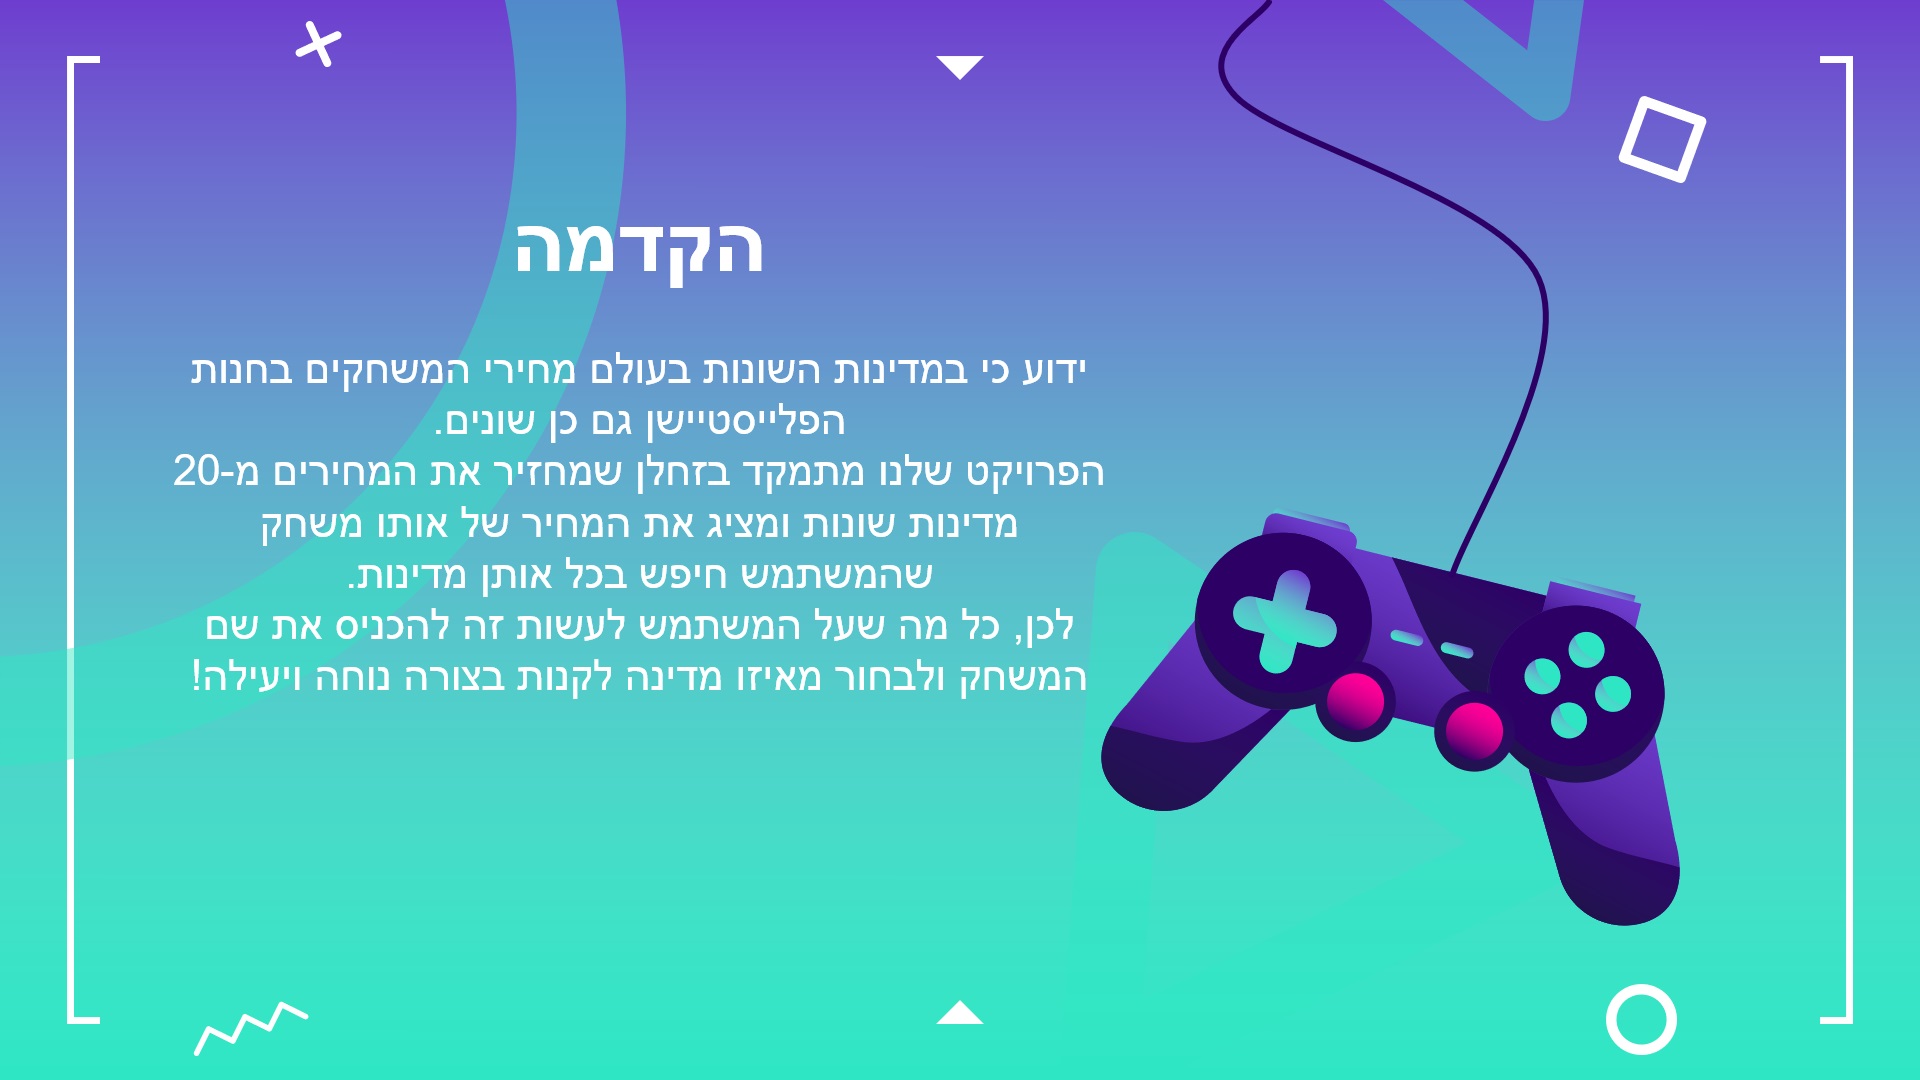 הקדמה
ידוע כי במדינות השונות בעולם מחירי המשחקים בחנות
הפלייסטיישן גם כן שונים.
הפרויקט שלנו מתמקד בזחלן שמחזיר את המחירים מ-20
מדינות שונות ומציג את המחיר של אותו משחק
שהמשתמש חיפש בכל אותן מדינות.
לכן, כל מה שעל המשתמש לעשות זה להכניס את שם
המשחק ולבחור מאיזו מדינה לקנות בצורה נוחה ויעילה!